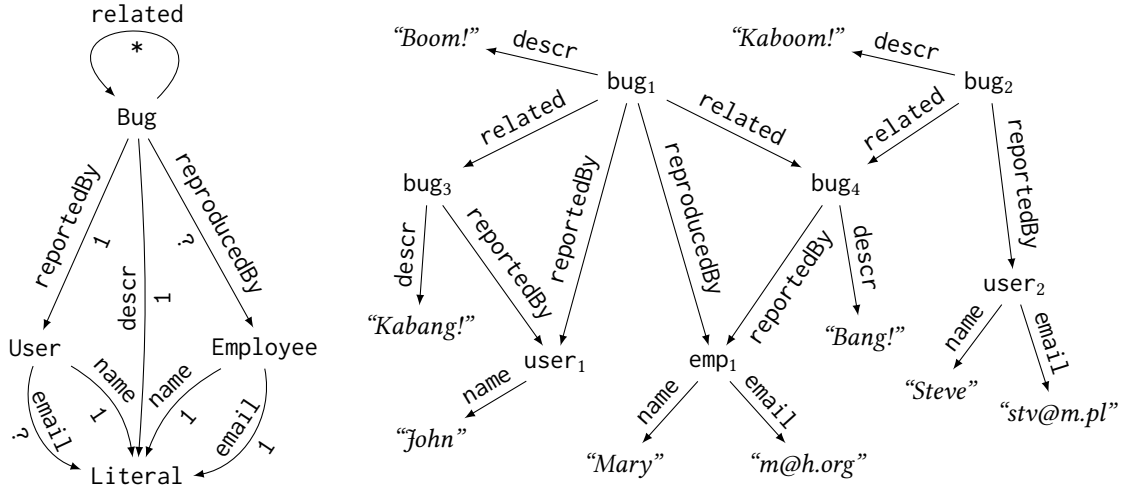 related
*
Bug
reportedBy
1
descr
1
reproducedBy
?
User
Employee
name
1
name
1
email
?
email
1
Literal
“Boom!”
descr
“Kaboom!”
descr
bug₁
bug₂
related
related
related
reportedBy
reproducedBy
reportedBy
bug₃
bug₄
descr
reportedBy
reportedBy
descr
user₂
“Kabang!”
“Bang!”
name
email
user₁
emp₁
name
name
email
“Steve”
“stv@m.pl”
“John”
“Mary”
“m@h.org”